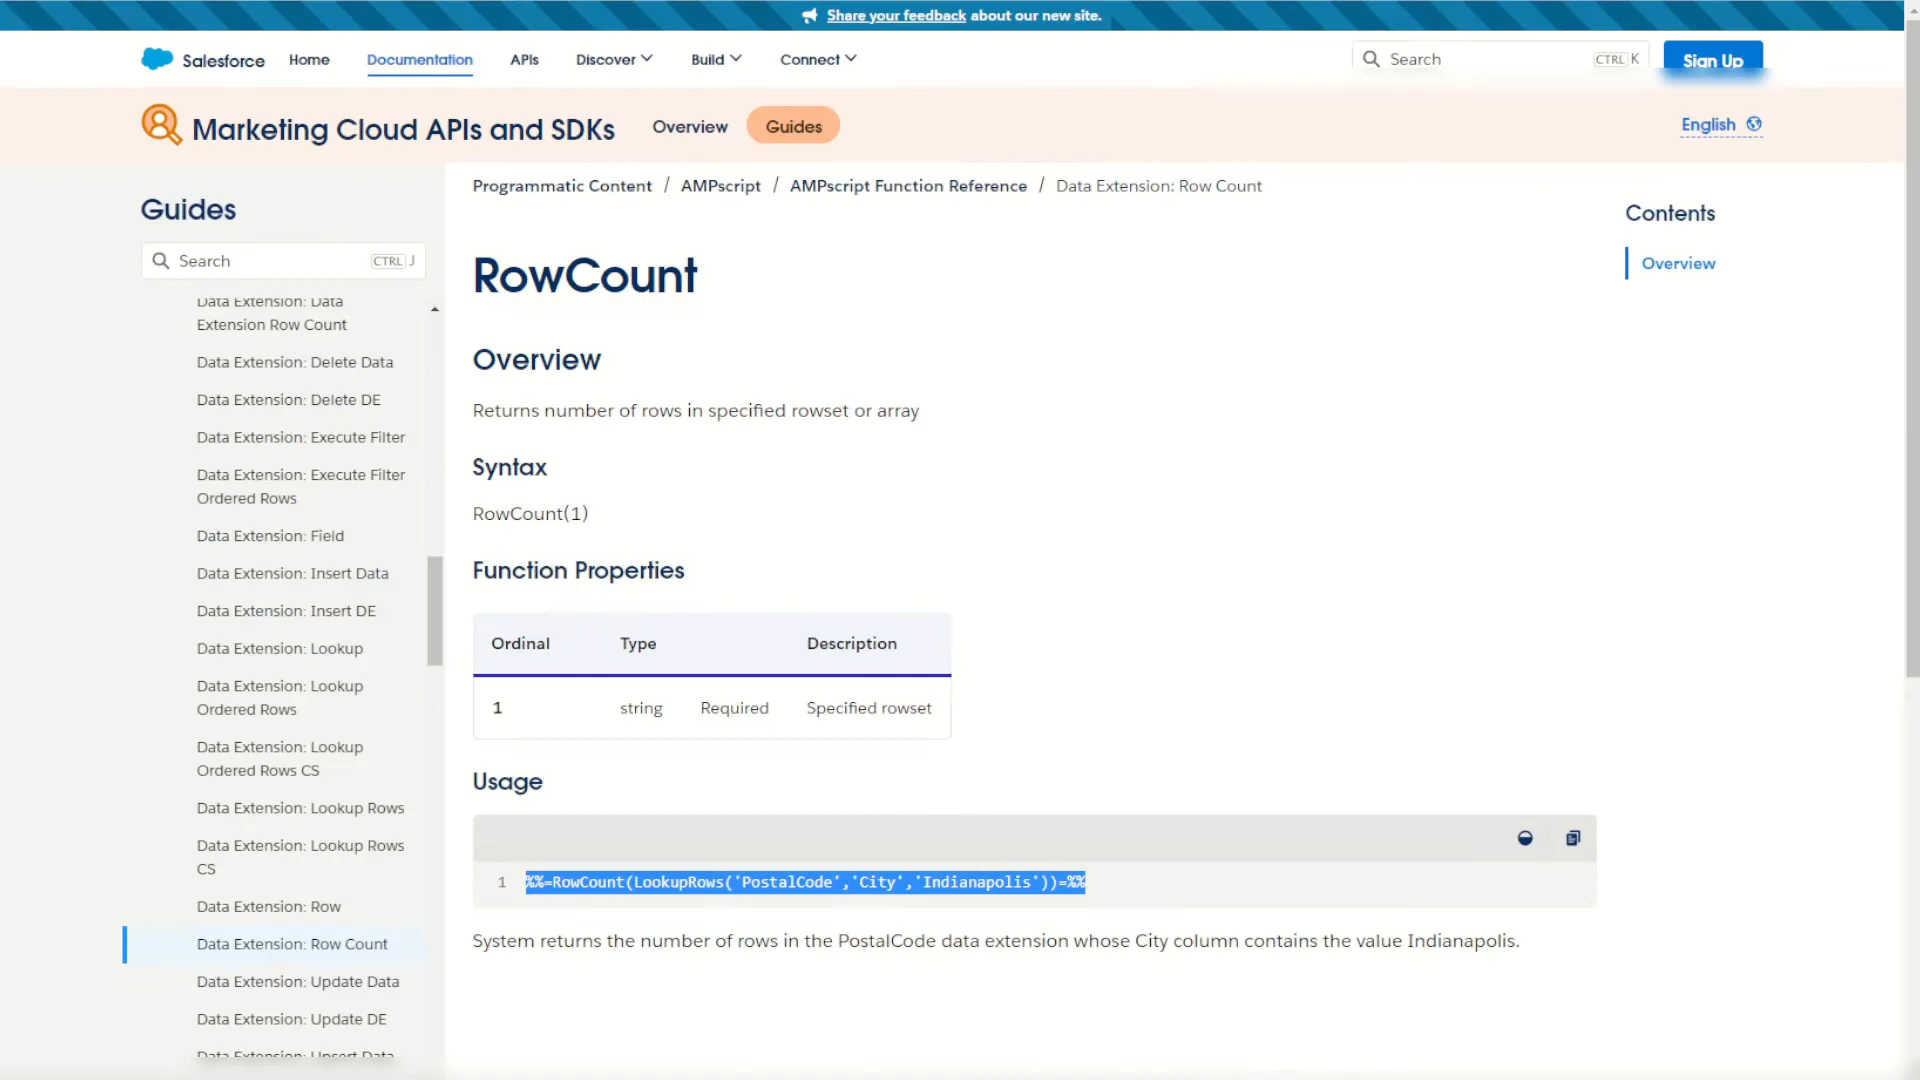 Share your feedback about our new site.
Salesforce Home Documentation APIs Discover Build Connect Search CTRL K Sign Up
Marketing Cloud APIs and SDKs Overview Guides English
Programmatic Content / AMPscript / AMPscript Function Reference / Data Extension: Row Count
Guides
Search CTRL J
Data Extension: Data
Extension Row Count
Data Extension: Delete Data
Data Extension: Delete DE
Data Extension: Execute Filter
Data Extension: Execute Filter
Ordered Rows
Data Extension: Field
Data Extension: Insert Data
Data Extension: Insert DE
Data Extension: Lookup
Data Extension: Lookup
Ordered Rows
Data Extension: Lookup
Ordered Rows CS
Data Extension: Lookup Rows
Data Extension: Lookup Rows
CS
Data Extension: Row
Data Extension: Row Count
Data Extension: Update Data
Data Extension: Update DE
Data Extension: Upsert Data
RowCount
Overview
Returns number of rows in specified rowset or array
Syntax
RowCount(1)
Function Properties
Ordinal Type Description
1 string Required Specified rowset
Usage
1 %%=RowCount(LookupRows('PostalCode','City','Indianapolis'))=%%
System returns the number of rows in the PostalCode data extension whose City column contains the value Indianapolis.
Contents
Overview